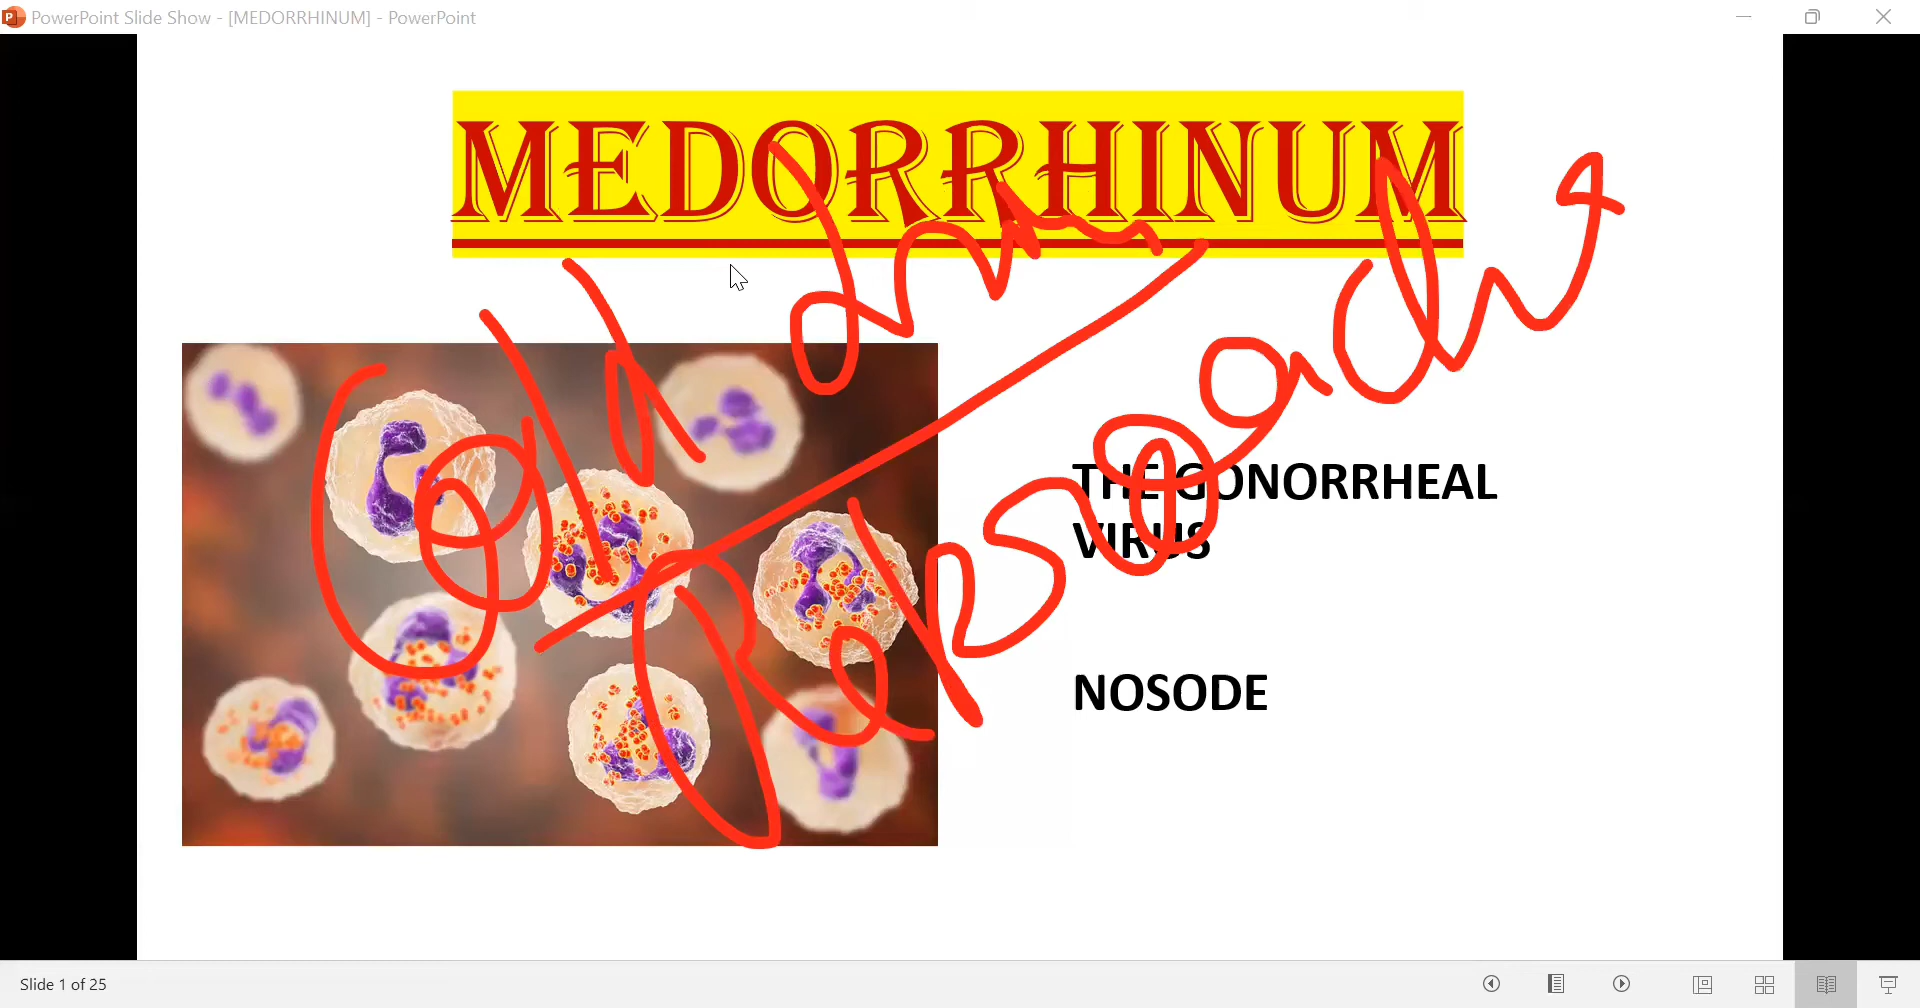 PowerPoint Slide Show - [MEDORRHINUM] - PowerPoint
MEDORRHINUM
THE GONORRHEAL
VIRUS
NOSODE
Slide 1 of 25